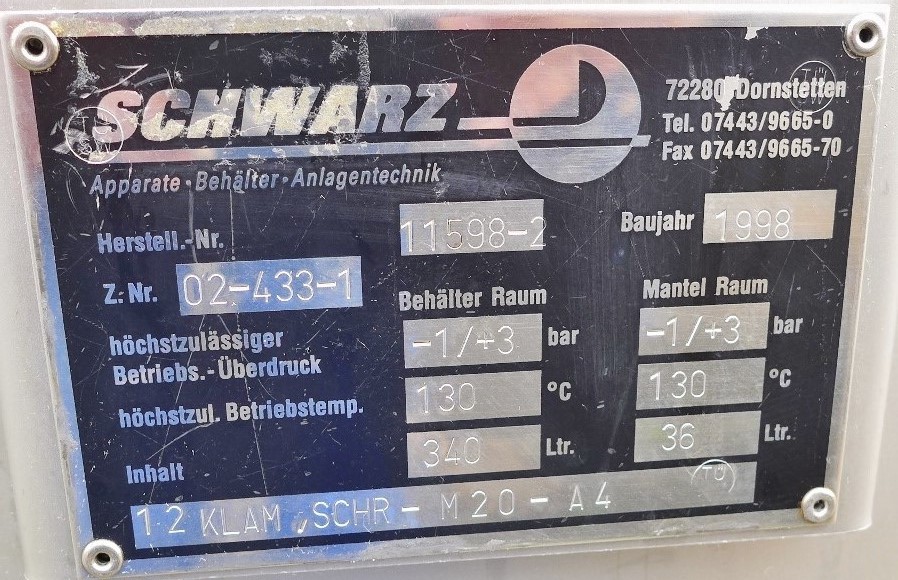 SCHWARZ
72280 Dornstetten
Tel. 07443/9665-0
Fax 07443/9665-70
Apparate·Behälter·Anlagentechnik
Herstell.-Nr. 11598-2 Baujahr 1998
Z.-Nr. 02-433-1 Behälter Raum Mantel Raum
höchstzulässiger
Betriebs.-Überdruck -1/+3 bar -1/+3 bar
höchstzul. Betriebstemp. 130 °C 130 °C
Inhalt 340 Ltr. 36 Ltr.
TÜ
12 KLAM.SCHR-M20-A4